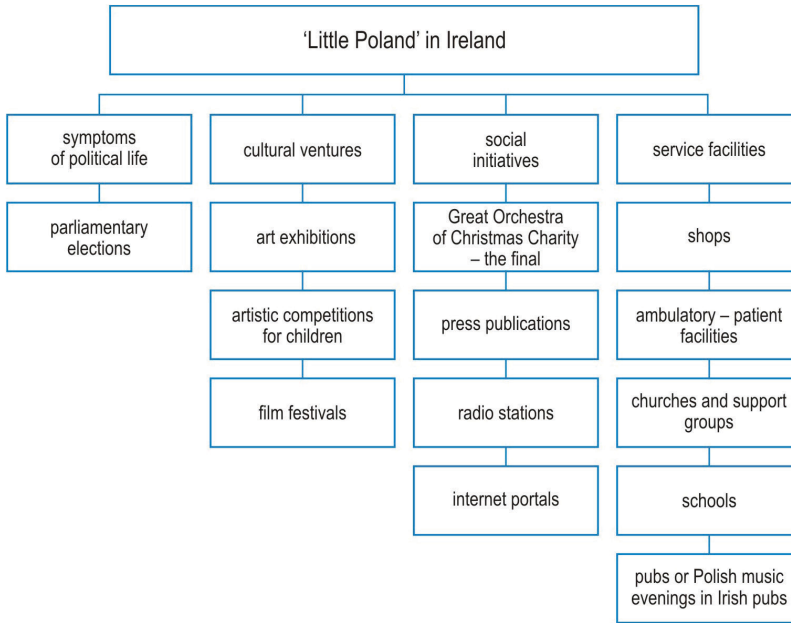 'Little Poland' in Ireland
symptoms
of political life
parliamentary
elections
cultural ventures
art exhibitions
artistic competitions
for children
film festivals
social
initiatives
Great Orchestra
of Christmas Charity
– the final
press publications
radio stations
internet portals
service facilities
shops
ambulatory – patient
facilities
churches and support
groups
schools
pubs or Polish music
evenings in Irish pubs